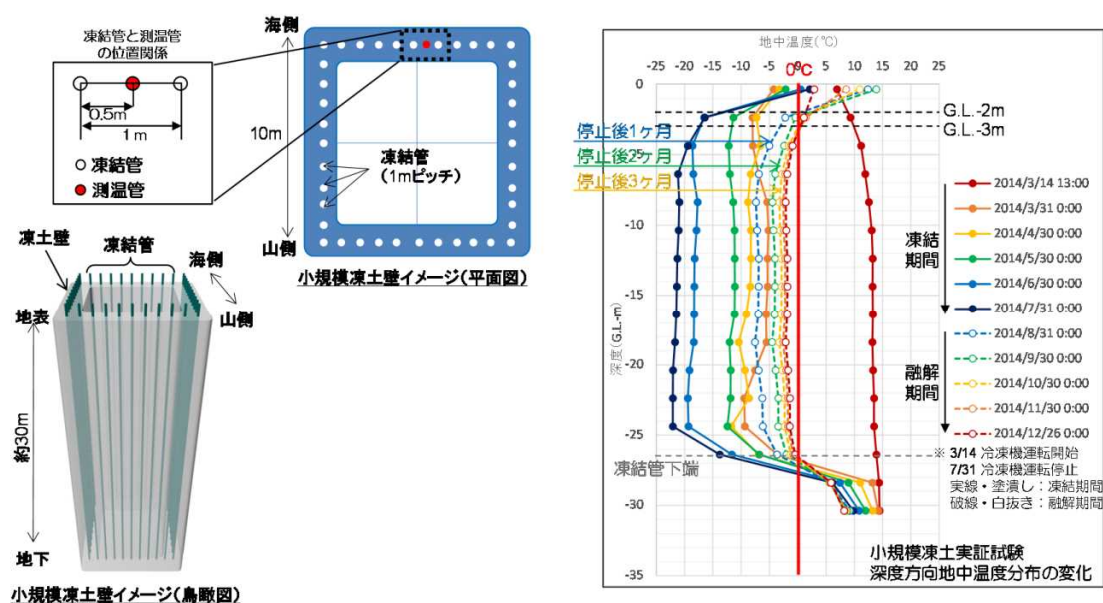 凍結管と測温管
の位置関係
0.5m
1m
凍結管
測温管
海側
10m
凍結管
(1mピッチ)
山側
小規模凍土壁イメージ(平面図)
凍土壁
凍結管
海側
山側
地表
約30m
地下
小規模凍土壁イメージ(鳥瞰図)
地中温度(℃)
-25 -20 -15 -10 -5 0 5 10 15 20 25
0℃
0
-5
-10
-15
-20
-25
-30
-35
深度(G.L-m)
G.L.-2m
G.L.-3m
停止後1ヶ月
停止後2ヶ月
停止後3ヶ月
凍結管下端
凍結
期間
2014/3/14 13:00
2014/3/31 0:00
2014/4/30 0:00
2014/5/30 0:00
2014/6/30 0:00
2014/7/31 0:00
融解
期間
2014/8/31 0:00
2014/9/30 0:00
2014/10/30 0:00
2014/11/30 0:00
2014/12/26 0:00
※ 3/14 冷凍機運転開始
7/31 冷凍機運転停止
実線・塗潰し:凍結期間
破線・白抜き:融解期間
小規模凍土実証試験
深度方向地中温度分布の変化